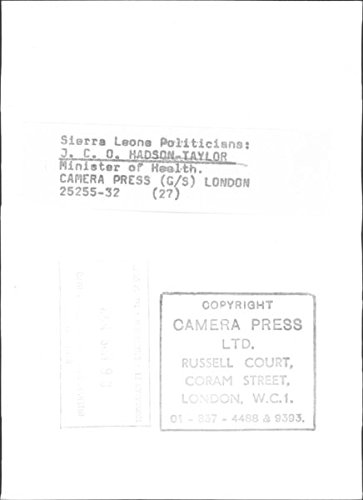 Sierra Leone Politicians:
J. C. O. HADSON-TAYLOR
Minister of Health.
CAMERA PRESS (G/S) LONDON
25255-32 (27)
COPYRIGHT
CAMERA PRESS
LTD.
RUSSELL COURT,
CORAM STREET,
LONDON, W.C.1.
01 - 837 - 4488 & 9393.